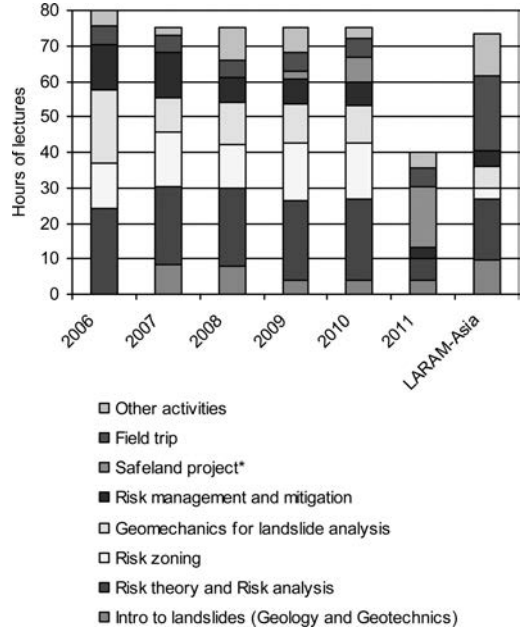 80
70
60
50
40
30
20
10
0
Hours of lectures
2006
2007
2008
2009
2010
2011
LARAM-Asia
Other activities
Field trip
Safeland project*
Risk management and mitigation
Geomechanics for landslide analysis
Risk zoning
Risk theory and Risk analysis
Intro to landslides (Geology and Geotechnics)